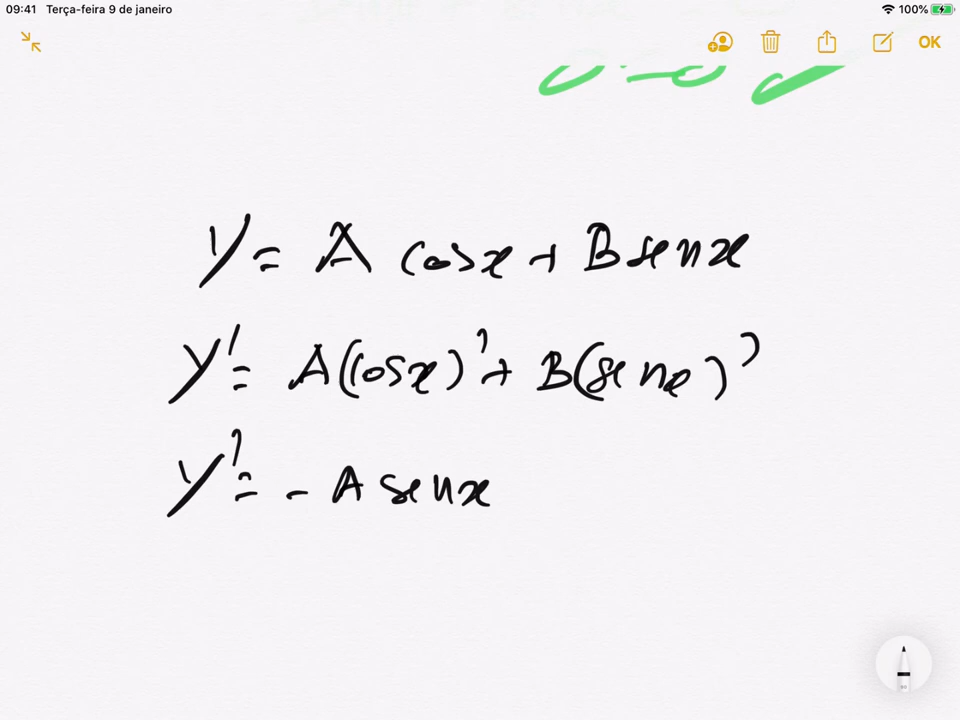 09:41 Terça-feira 9 de janeiro 100%
OK
y = A cosx + B senx
y' = A(cosx)' + B(senx)'
y' = - A senx